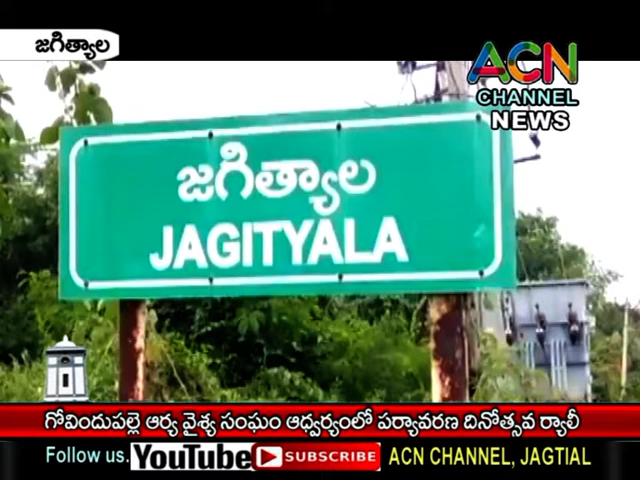 జగిత్యాల
ACN
CHANNEL
NEWS
జగిత్యాల
JAGITYALA
గోవిందుపల్లె ఆర్య వైశ్య సంఘం ఆధ్వర్యంలో పర్యావరణ దినోత్సవ ర్యాలీ
Follow us. YouTube SUBSCRIBE ACN CHANNEL, JAGTIAL